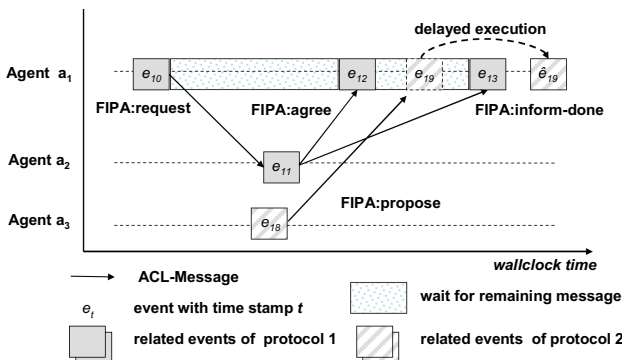 delayed execution
Agent a1
e10
e12
e19
e13
ê19
FIPA:request
FIPA:agree
FIPA:inform-done
Agent a2
e11
FIPA:propose
Agent a3
e18
wallclock time
ACL-Message
et event with time stamp t
wait for remaining message
related events of protocol 1
related events of protocol 2